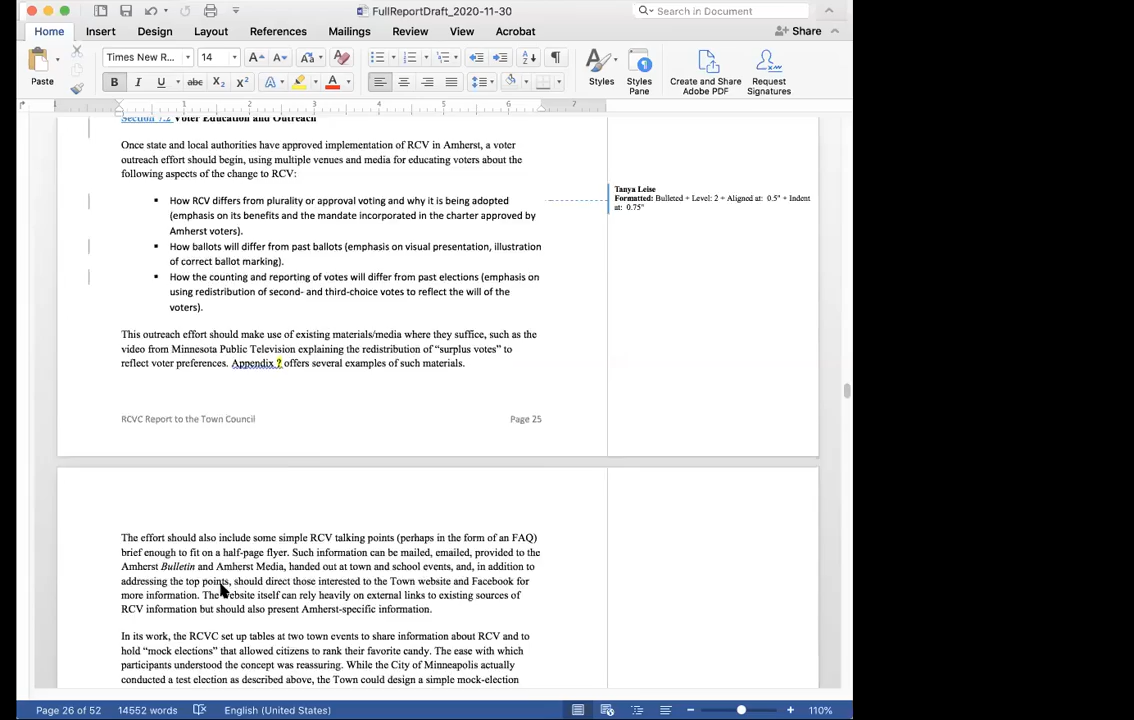 FullReportDraft_2020-11-30
Search in Document
Home Insert Design Layout References Mailings Review View Acrobat Share
Paste
Times New R... 14
Styles
Styles Pane
Create and Share Adobe PDF
Request Signatures
1 2 3 4 5 6 7
Section 7.2 Voter Education and Outreach
Once state and local authorities have approved implementation of RCV in Amherst, a voter
outreach effort should begin, using multiple venues and media for educating voters about the
following aspects of the change to RCV:
▪ How RCV differs from plurality or approval voting and why it is being adopted
(emphasis on its benefits and the mandate incorporated in the charter approved by
Amherst voters).
▪ How ballots will differ from past ballots (emphasis on visual presentation, illustration
of correct ballot marking).
▪ How the counting and reporting of votes will differ from past elections (emphasis on
using redistribution of second- and third-choice votes to reflect the will of the
voters).
Tanya Leise
Formatted: Bulleted + Level: 2 + Aligned at: 0.5" + Indent
at: 0.75"
This outreach effort should make use of existing materials/media where they suffice, such as the
video from Minnesota Public Television explaining the redistribution of “surplus votes” to
reflect voter preferences. Appendix ? offers several examples of such materials.
RCVC Report to the Town Council Page 25
The effort should also include some simple RCV talking points (perhaps in the form of an FAQ)
brief enough to fit on a half-page flyer. Such information can be mailed, emailed, provided to the
Amherst Bulletin and Amherst Media, handed out at town and school events, and, in addition to
addressing the top points, should direct those interested to the Town website and Facebook for
more information. The website itself can rely heavily on external links to existing sources of
RCV information but should also present Amherst-specific information.
In its work, the RCVC set up tables at two town events to share information about RCV and to
hold “mock elections” that allowed citizens to rank their favorite candy. The ease with which
participants understood the concept was reassuring. While the City of Minneapolis actually
conducted a test election as described above, the Town could design a simple mock-election
Page 26 of 52 14552 words English (United States) 110%